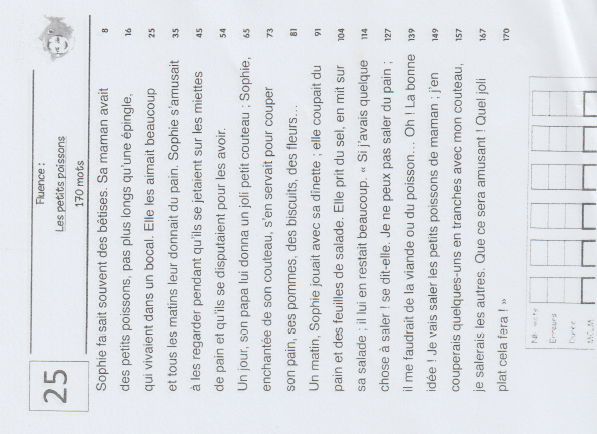 25
Fluence :
Les petits poissons
170 mots
Sophie fa sait souvent des bêtises. Sa maman avait 8
des petits poissons, pas plus longs qu'une épingle, 16
qui vivaient dans un bocal. Elle les aimait beaucoup 25
et tous les matins leur donnait du pain. Sophie s'amusait 35
à les regarder pendant qu'ils se jetaient sur les miettes 45
de pain et qu'ils se disputaient pour les avoir. 54
Un jour, son papa lui donna un joli petit couteau ; Sophie, 65
enchantée de son couteau, s'en servait pour couper 73
son pain, ses pommes, des biscuits, des fleurs... 81
Un matin, Sophie jouait avec sa dînette ; elle coupait du 91
pain et des feuilles de salade. Elle prit du sel, en mit sur 104
sa salade ; il lui en restait beaucoup. « Si j'avais quelque 114
chose à saler ! se dit-elle. Je ne peux pas saler du pain ; 127
il me faudrait de la viande ou du poisson... Oh ! La bonne 139
idée ! Je vais saler les petits poissons de maman ; j'en 149
couperais quelques-uns en tranches avec mon couteau, 157
je salerais les autres. Que ce sera amusant ! Quel joli 167
plat cela fera ! » 170
Erreurs
MCLM